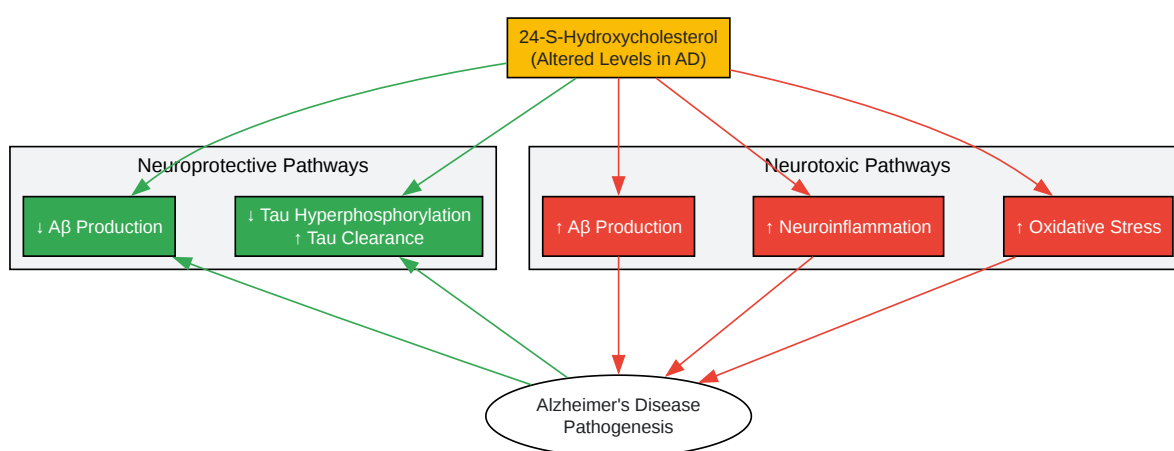 24-S-Hydroxycholesterol
(Altered Levels in AD)
Neuroprotective Pathways
Neurotoxic Pathways
↓ Aβ Production
↓ Tau Hyperphosphorylation
↑ Tau Clearance
↑ Aβ Production
↑ Neuroinflammation
↑ Oxidative Stress
Alzheimer's Disease
Pathogenesis